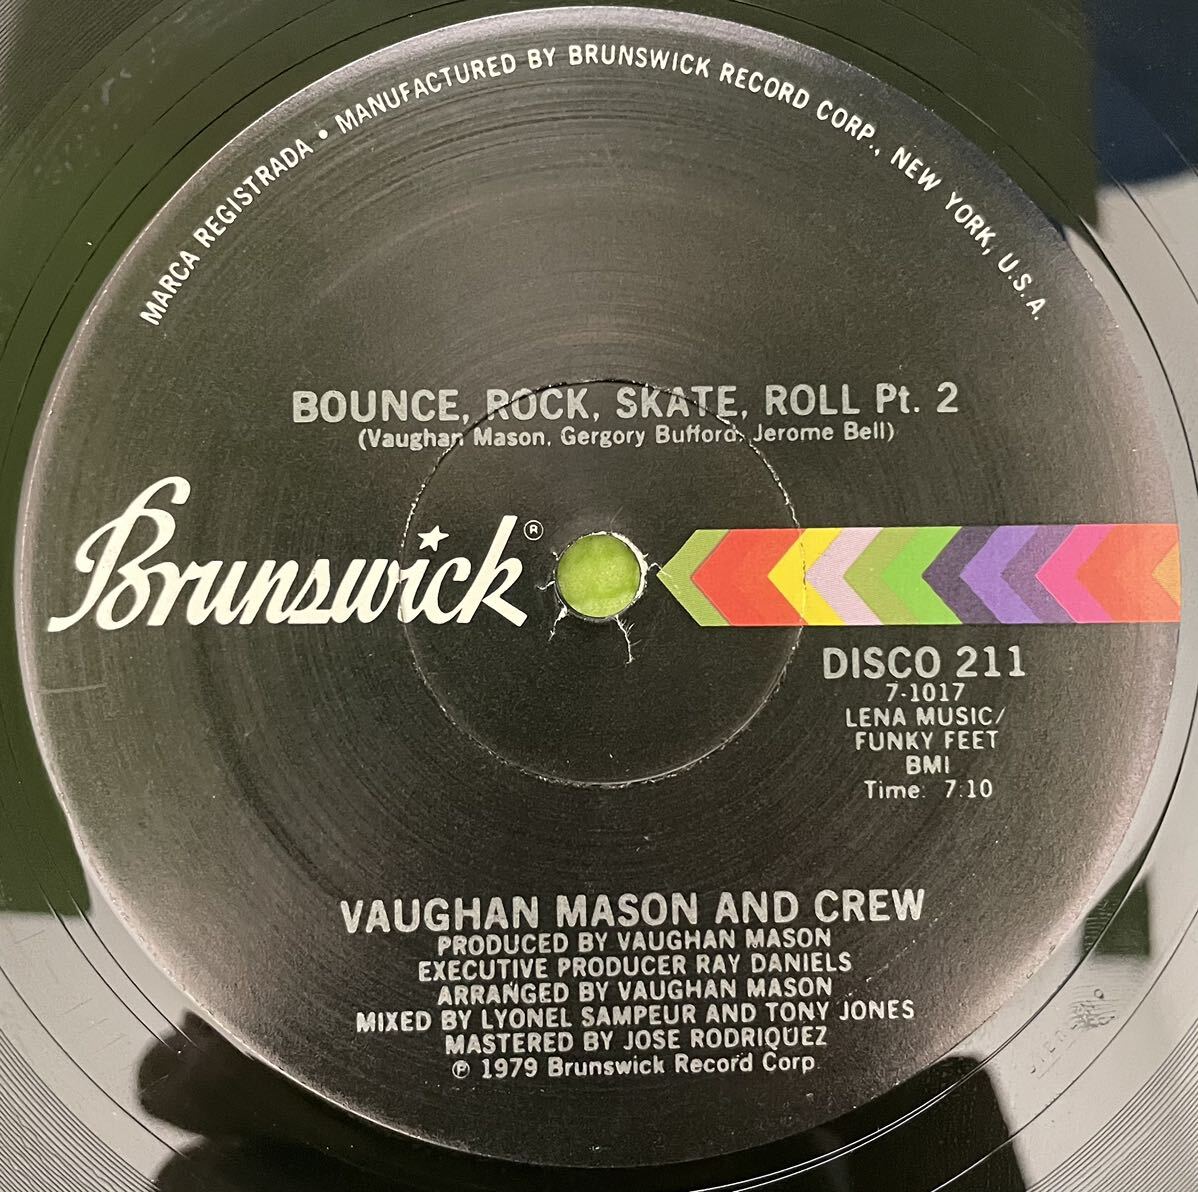 MARCA REGISTRADA • MANUFACTURED BY BRUNSWICK RECORD CORP., NEW YORK, U.S.A.
BOUNCE, ROCK, SKATE, ROLL Pt. 2
(Vaughan Mason, Gergory Bufford, Jerome Bell)
Brunswick®
DISCO 211
7-1017
LENA MUSIC/
FUNKY FEET
BMI
Time: 7:10
VAUGHAN MASON AND CREW
PRODUCED BY VAUGHAN MASON
EXECUTIVE PRODUCER RAY DANIELS
ARRANGED BY VAUGHAN MASON
MIXED BY LYONEL SAMPEUR AND TONY JONES
MASTERED BY JOSE RODRIQUEZ
℗ 1979 Brunswick Record Corp.